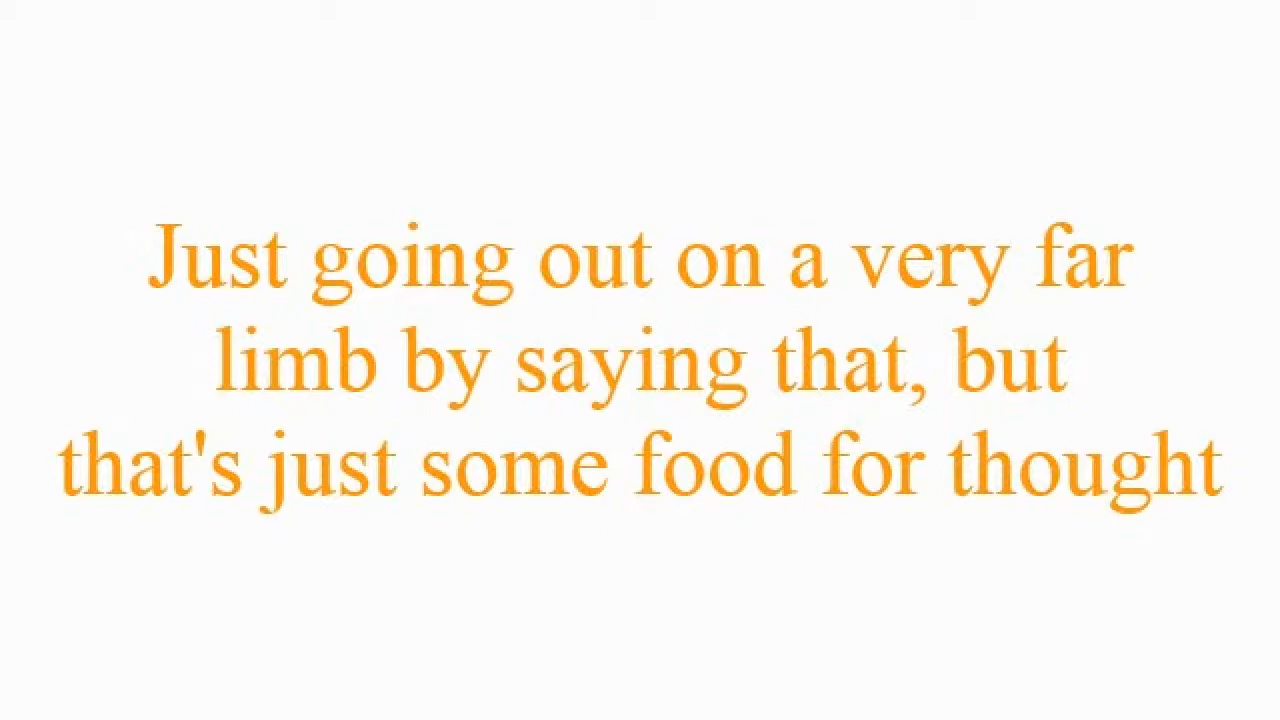 Just going out on a very far
limb by saying that, but
that's just some food for thought